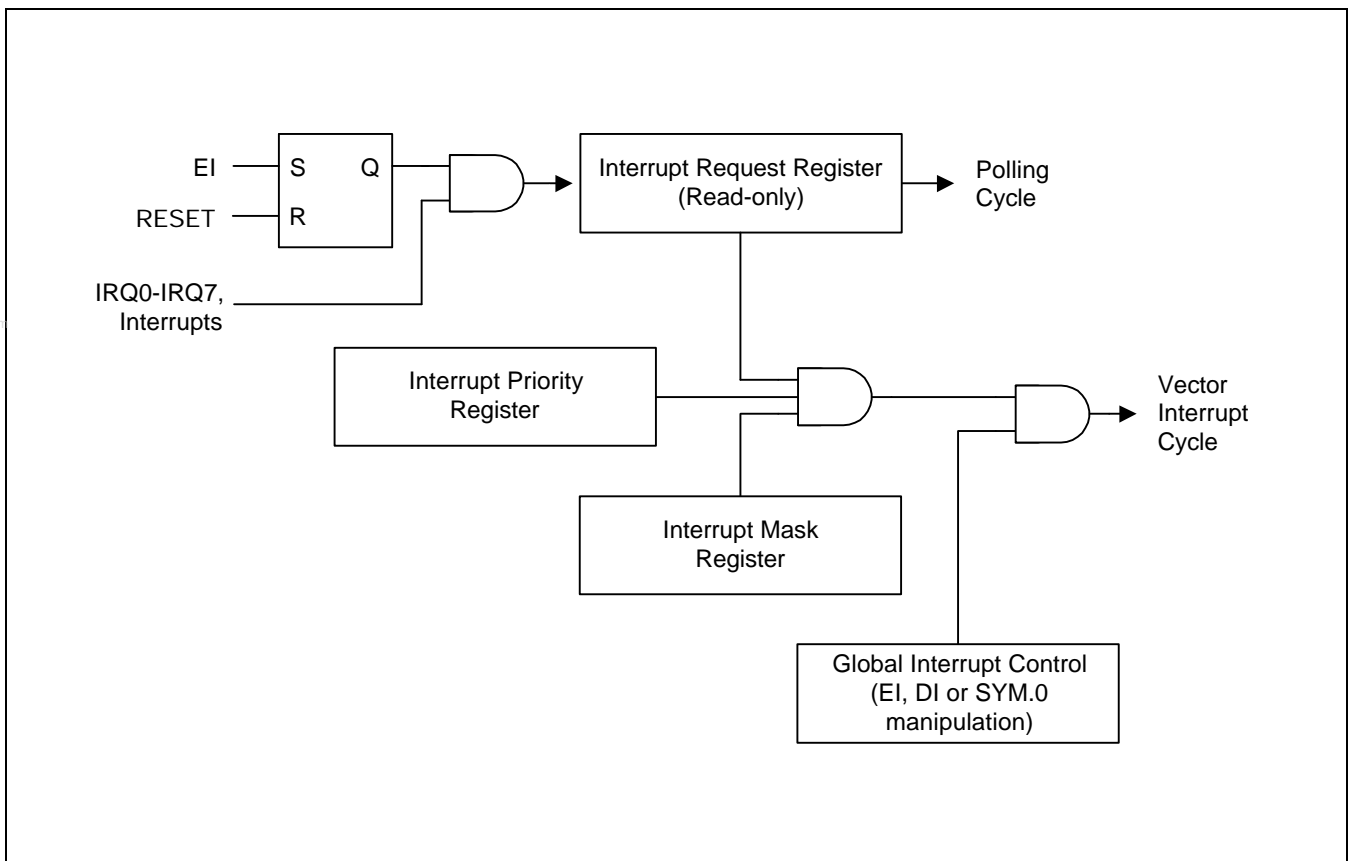 EI
S
Q
RESET
R
IRQ0-IRQ7,
Interrupts
Interrupt Request Register
(Read-only)
Polling
Cycle
Interrupt Priority
Register
Vector
Interrupt
Cycle
Interrupt Mask
Register
Global Interrupt Control
(EI, DI or SYM.0
manipulation)